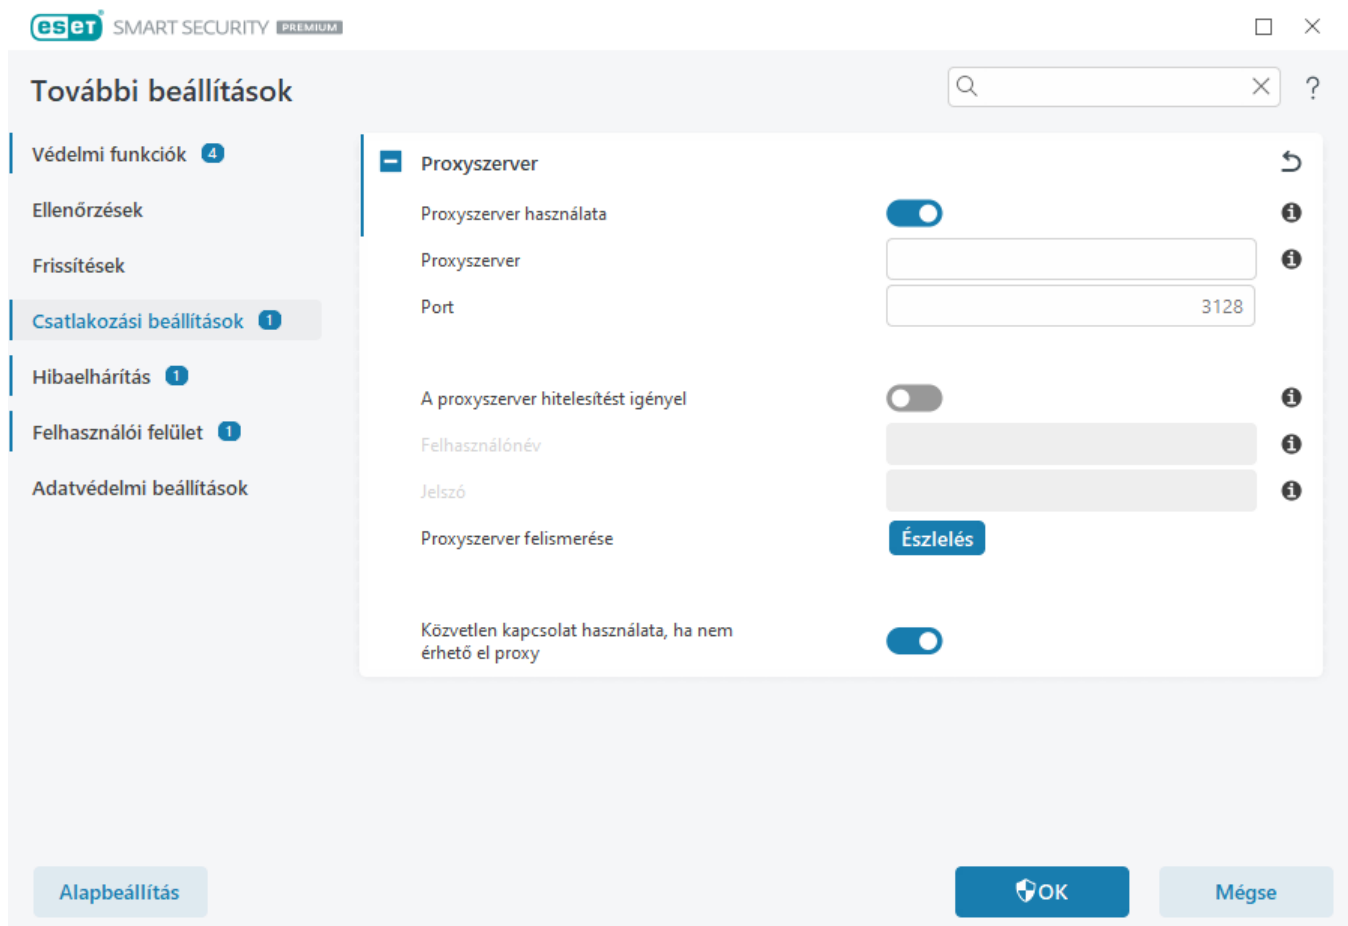 eset SMART SECURITY PREMIUM
További beállítások
?
Védelmi funkciók 4
Ellenőrzések
Frissítések
Csatlakozási beállítások 1
Hibaelhárítás 1
Felhasználói felület 1
Adatvédelmi beállítások
Proxyszerver
Proxyszerver használata
Proxyszerver
Port 3128
A proxyszerver hitelesítést igényel
Felhasználónév
Jelszó
Proxyszerver felismerése Észlelés
Közvetlen kapcsolat használata, ha nem
érhető el proxy
Alapbeállítás OK Mégse